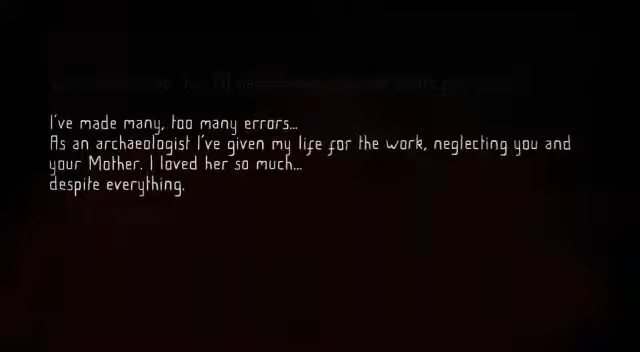 I've made many, too many errors...
As an archaeologist I've given my life for the work, neglecting you and
your Mother. I loved her so much...
despite everything.